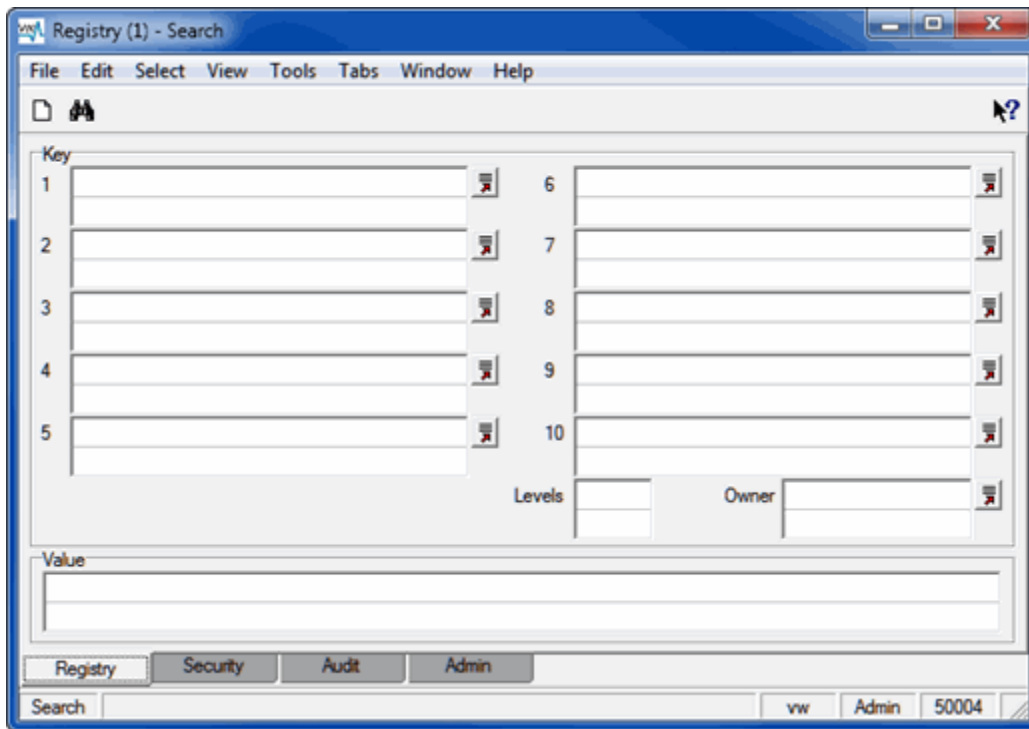 Registry (1) - Search
File Edit Select View Tools Tabs Window Help
Key
1 6
2 7
3 8
4 9
5 10
Levels Owner
Value
Registry Security Audit Admin
Search vw Admin 50004